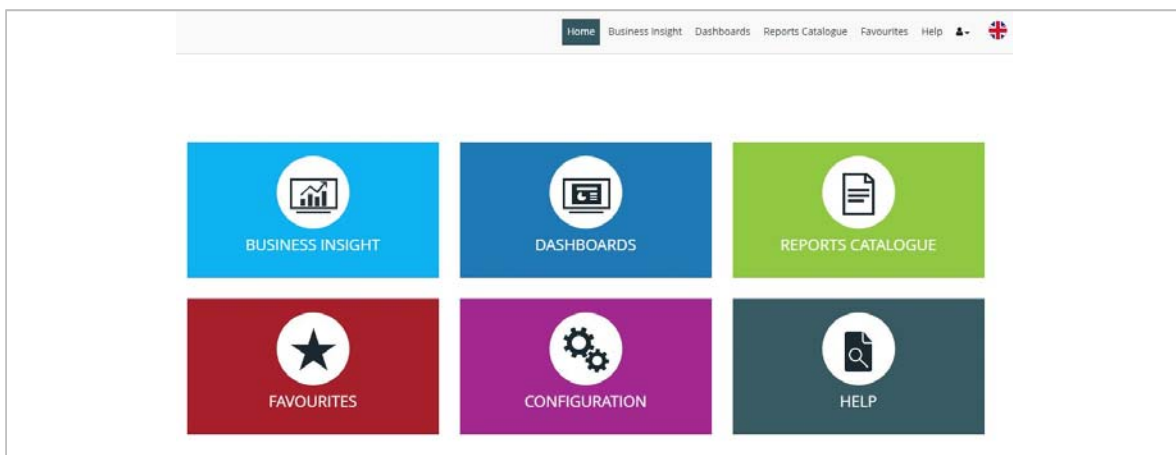 Home Business Insight Dashboards Reports Catalogue Favourites Help
BUSINESS INSIGHT DASHBOARDS REPORTS CATALOGUE
FAVOURITES CONFIGURATION HELP